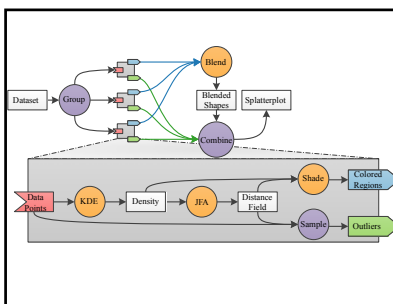 Blend
Dataset
Group
Blended
Shapes
Splatterplot
Combine
Data
Points
KDE
Density
JFA
Distance
Field
Shade
Colored
Regions
Sample
Outliers